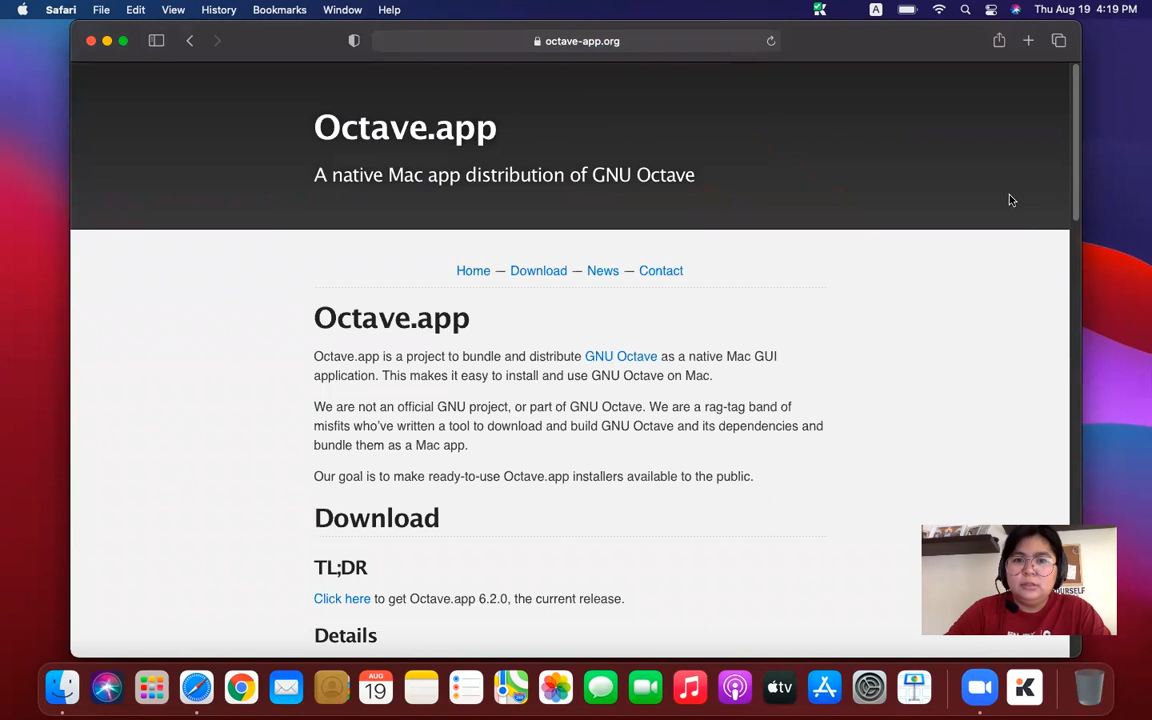 Safari File Edit View History Bookmarks Window Help
A
Thu Aug 19 4:19 PM
octave-app.org
Octave.app
A native Mac app distribution of GNU Octave
Home — Download — News — Contact
Octave.app
Octave.app is a project to bundle and distribute GNU Octave as a native Mac GUI
application. This makes it easy to install and use GNU Octave on Mac.
We are not an official GNU project, or part of GNU Octave. We are a rag-tag band of
misfits who've written a tool to download and build GNU Octave and its dependencies and
bundle them as a Mac app.
Our goal is to make ready-to-use Octave.app installers available to the public.
Download
TL;DR
Click here to get Octave.app 6.2.0, the current release.
Details
AUG
19
tv
K